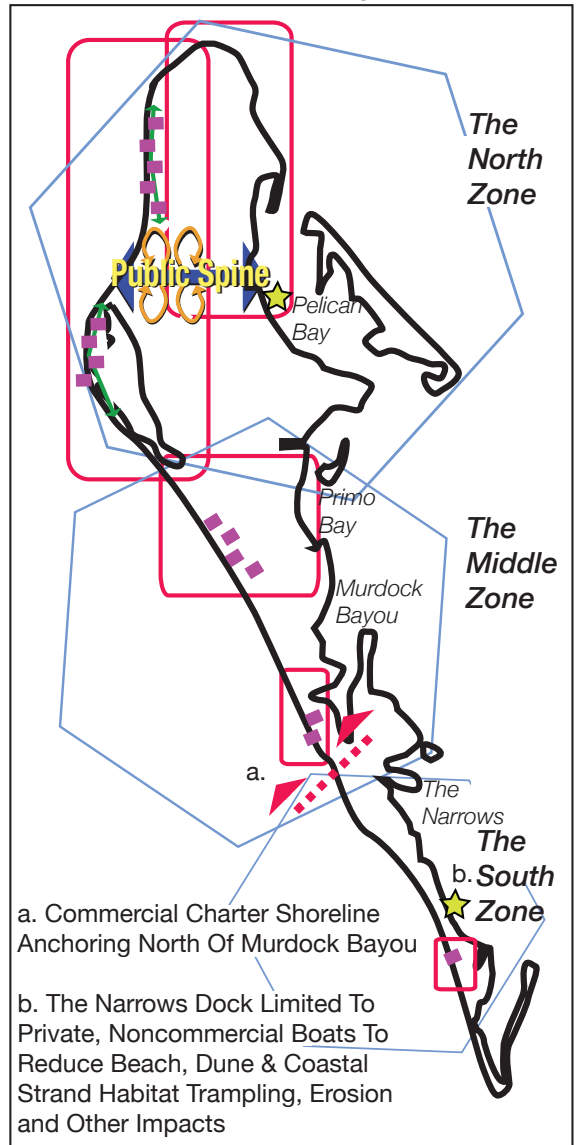 The
North
Zone
Public Spine
Pelican
Bay
Primo
Bay
The
Middle
Zone
Murdock
Bayou
a.
The
Narrows
The
South
Zone
b.
a. Commercial Charter Shoreline
Anchoring North Of Murdock Bayou
b. The Narrows Dock Limited To
Private, Noncommercial Boats To
Reduce Beach, Dune & Coastal
Strand Habitat Trampling, Erosion
and Other Impacts